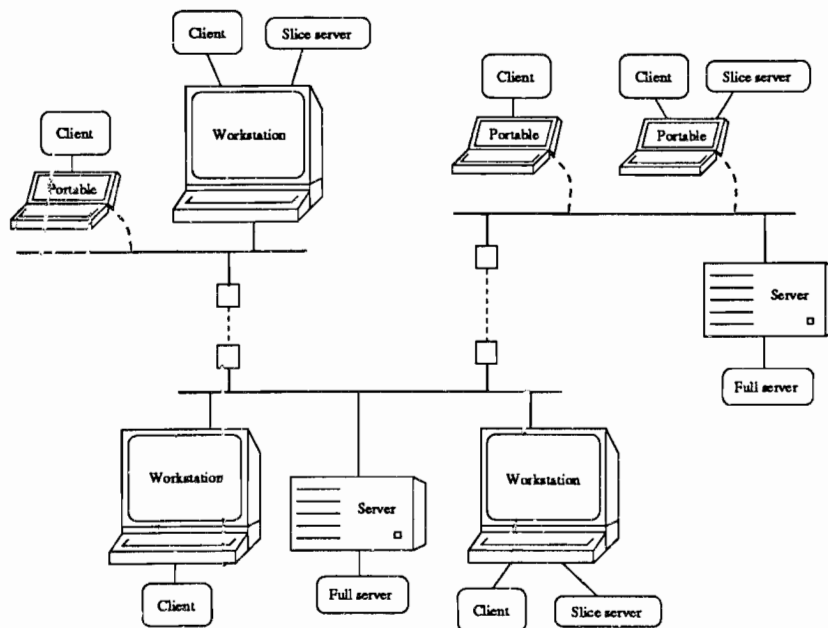 Client
Slice server
Client
Client
Slice server
Workstation
Client
Portable
Portable
Portable
Server
Full server
Workstation
Server
Workstation
Client
Full server
Client
Slice server